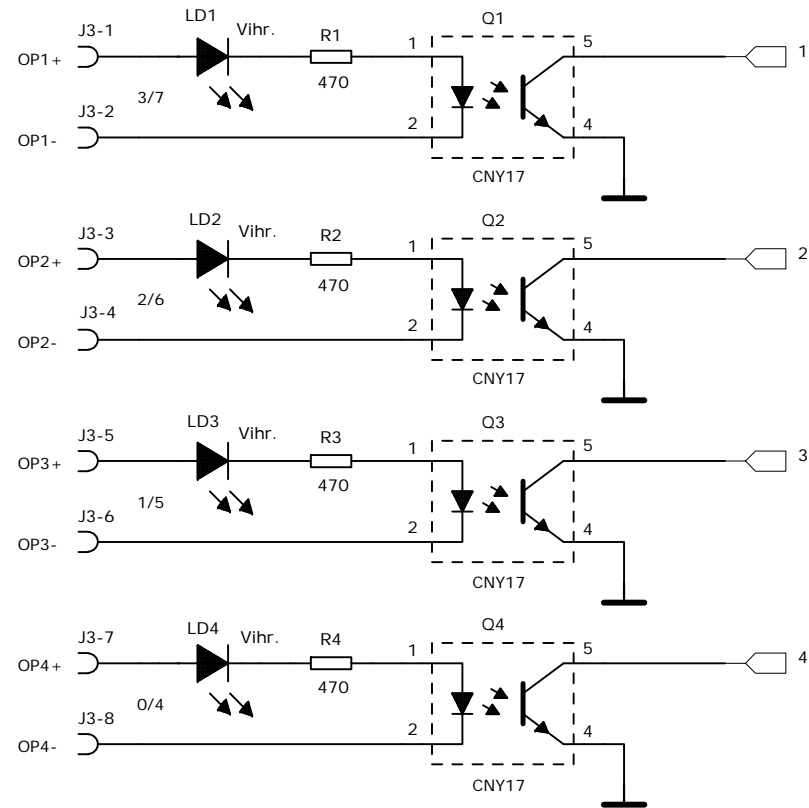 LD1 Vihr. R1 Q1
J3-1 1 5
OP1+ 1
470
3/7
J3-2 2 4
OP1-
CNY17
LD2 Vihr. R2 Q2
J3-3 1 5
OP2+ 2
470
2/6
J3-4 2 4
OP2-
CNY17
LD3 Vihr. R3 Q3
J3-5 1 5
OP3+ 3
470
1/5
J3-6 2 4
OP3-
CNY17
LD4 Vihr. R4 Q4
J3-7 1 5
OP4+ 4
470
0/4
J3-8 2 4
OP4-
CNY17